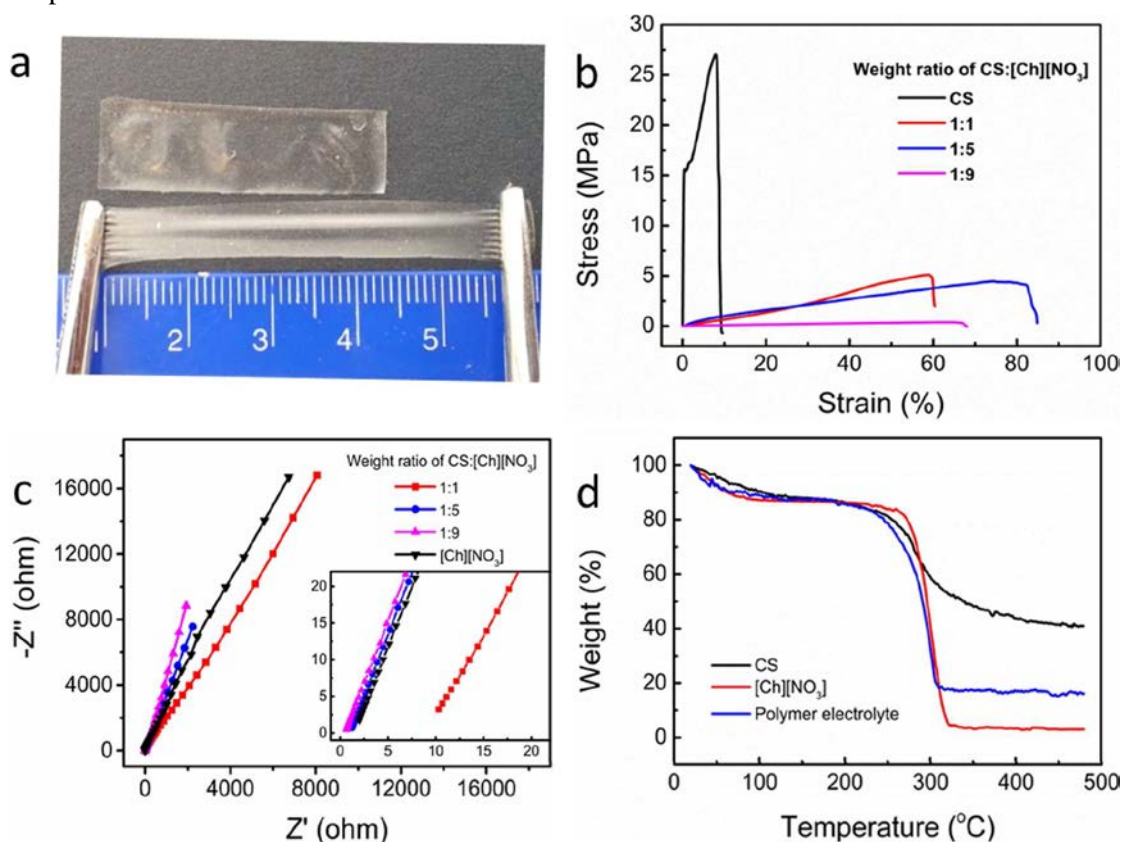 a
2 3 4 5
b
Weight ratio of CS:[Ch][NO₃]
CS
1:1
1:5
1:9
30
25
20
15
10
5
0
Stress (MPa)
0 20 40 60 80 100
Strain (%)
c
Weight ratio of CS:[Ch][NO₃]
1:1
1:5
1:9
[Ch][NO₃]
16000
12000
8000
4000
0
-Z'' (ohm)
20
15
10
5
0
0 5 10 15 20
0 4000 8000 12000 16000
Z' (ohm)
d
100
80
60
40
20
0
Weight (%)
CS
[Ch][NO₃]
Polymer electrolyte
0 100 200 300 400 500
Temperature (°C)